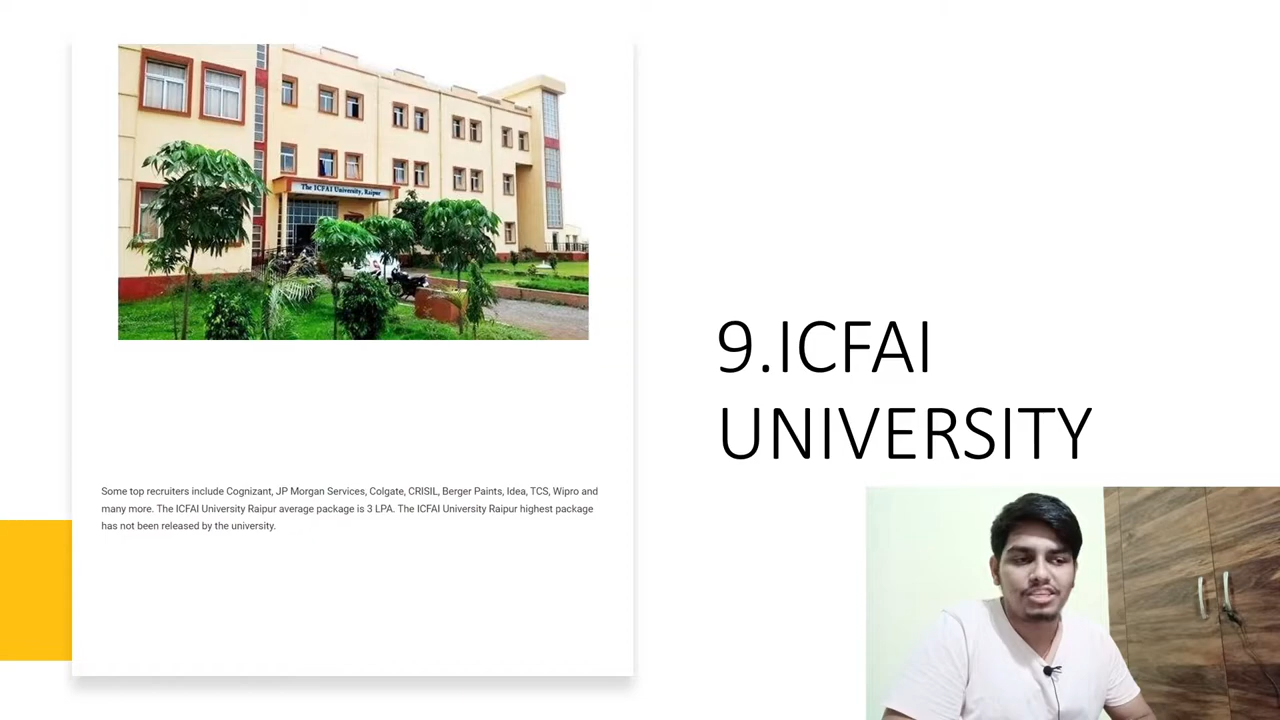 The ICFAI University, Raipur
Some top recruiters include Cognizant, JP Morgan Services, Colgate, CRISIL, Berger Paints, Idea, TCS, Wipro and
many more. The ICFAI University Raipur average package is 3 LPA. The ICFAI University Raipur highest package
has not been released by the university.
9.ICFAI
UNIVERSITY